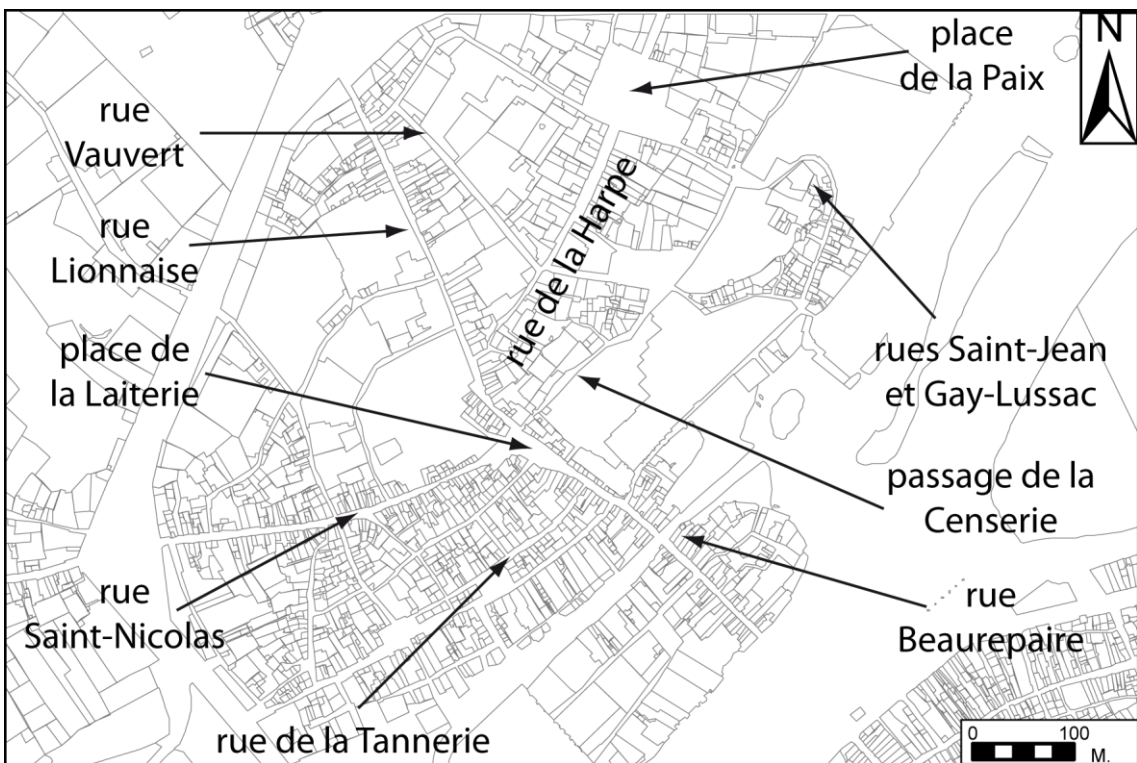 place
de la Paix
N
rue
Vauvert
rue de la Harpe
rue
Lionnaise
place de
la Laiterie
rues Saint-Jean
et Gay-Lussac
passage de la
Censerie
rue
Saint-Nicolas
rue
Beaurepaire
rue de la Tannerie
0 100
M.